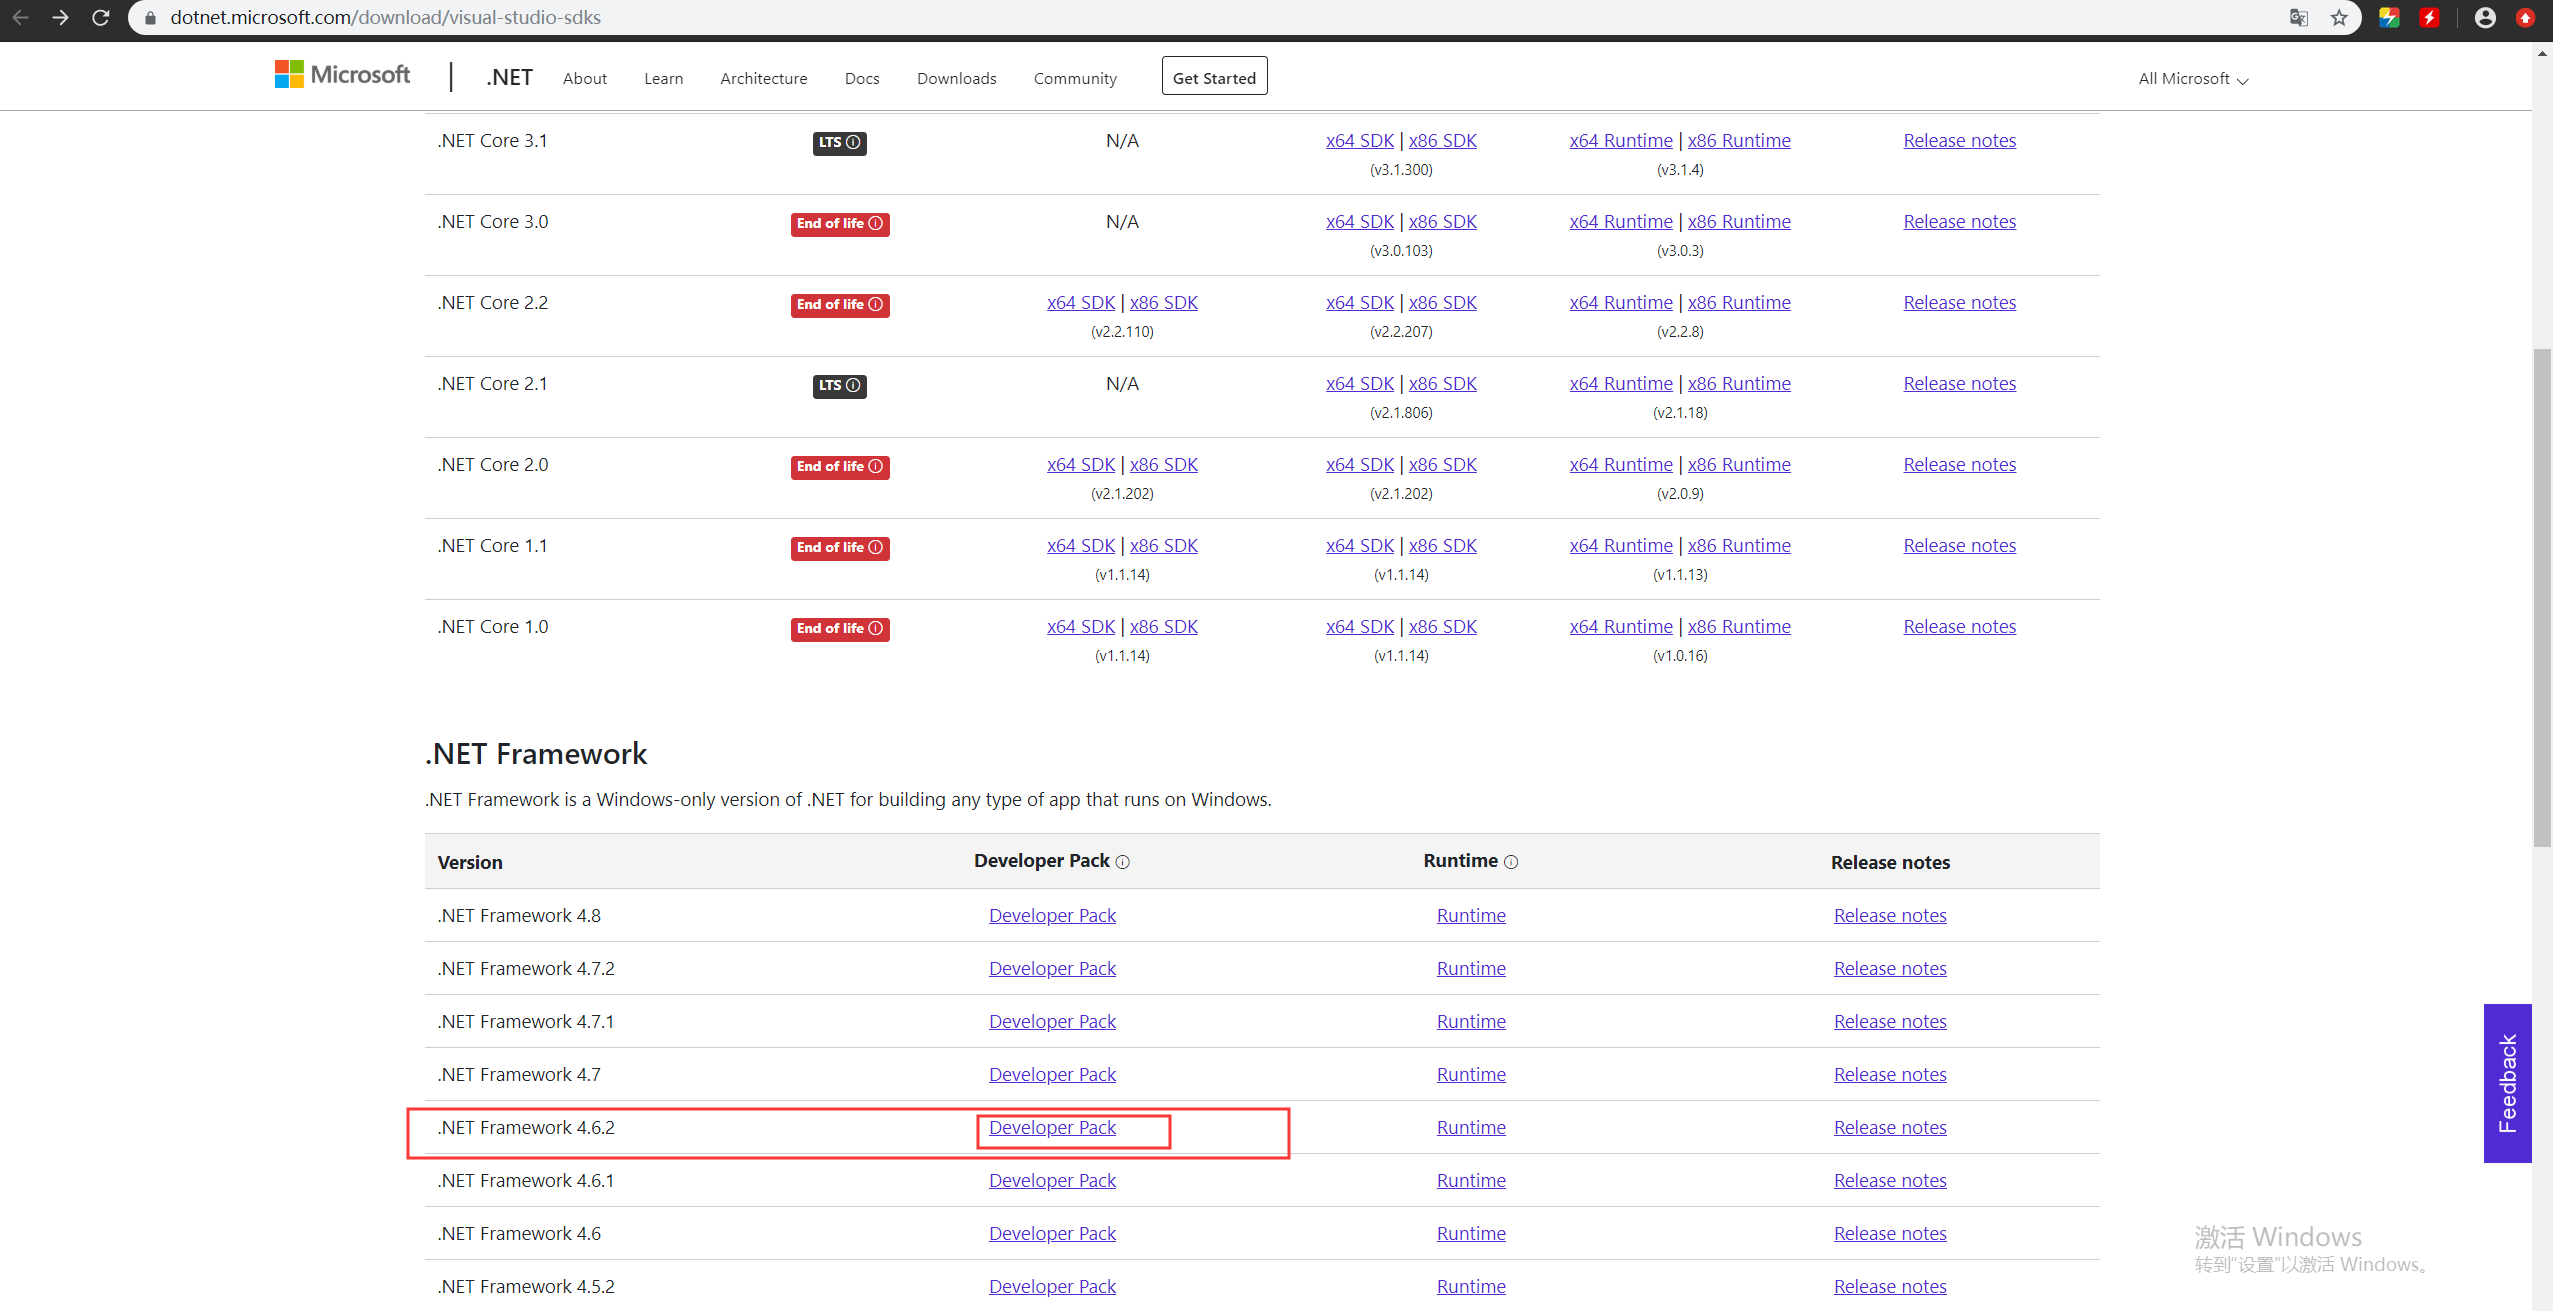 dotnet.microsoft.com/download/visual-studio-sdks
Microsoft | .NET About Learn Architecture Docs Downloads Community Get Started All Microsoft
.NET Core 3.1 LTS N/A x64 SDK | x86 SDK x64 Runtime | x86 Runtime Release notes
(v3.1.300) (v3.1.4)
.NET Core 3.0 End of life N/A x64 SDK | x86 SDK x64 Runtime | x86 Runtime Release notes
(v3.0.103) (v3.0.3)
.NET Core 2.2 End of life x64 SDK | x86 SDK x64 SDK | x86 SDK x64 Runtime | x86 Runtime Release notes
(v2.2.110) (v2.2.207) (v2.2.8)
.NET Core 2.1 LTS N/A x64 SDK | x86 SDK x64 Runtime | x86 Runtime Release notes
(v2.1.806) (v2.1.18)
.NET Core 2.0 End of life x64 SDK | x86 SDK x64 SDK | x86 SDK x64 Runtime | x86 Runtime Release notes
(v2.1.202) (v2.1.202) (v2.0.9)
.NET Core 1.1 End of life x64 SDK | x86 SDK x64 SDK | x86 SDK x64 Runtime | x86 Runtime Release notes
(v1.1.14) (v1.1.14) (v1.1.13)
.NET Core 1.0 End of life x64 SDK | x86 SDK x64 SDK | x86 SDK x64 Runtime | x86 Runtime Release notes
(v1.1.14) (v1.1.14) (v1.0.16)
.NET Framework
.NET Framework is a Windows-only version of .NET for building any type of app that runs on Windows.
Version Developer Pack Runtime Release notes
.NET Framework 4.8 Developer Pack Runtime Release notes
.NET Framework 4.7.2 Developer Pack Runtime Release notes
.NET Framework 4.7.1 Developer Pack Runtime Release notes
.NET Framework 4.7 Developer Pack Runtime Release notes
.NET Framework 4.6.2 Developer Pack Runtime Release notes
.NET Framework 4.6.1 Developer Pack Runtime Release notes
.NET Framework 4.6 Developer Pack Runtime Release notes
.NET Framework 4.5.2 Developer Pack Runtime Release notes
Feedback
激活 Windows
转到"设置"以激活 Windows。